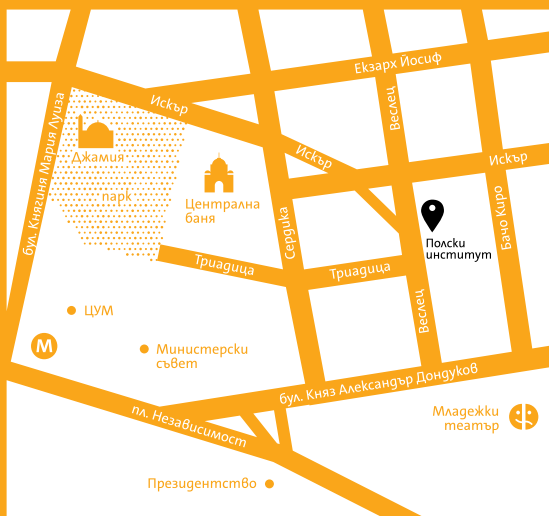 Екзарх Йосиф
Искър
Веслец
бул. Княгиня Мария Луиза
Джамия
Искър
Искър
парк
Централна
баня
Бачо Киро
Сердика
Полски
институт
Триадица
Триадица
ЦУМ
Веслец
М
Министерски
съвет
бул. Княз Александър Дондуков
пл. Независимост
Младежки
театър
Президентство